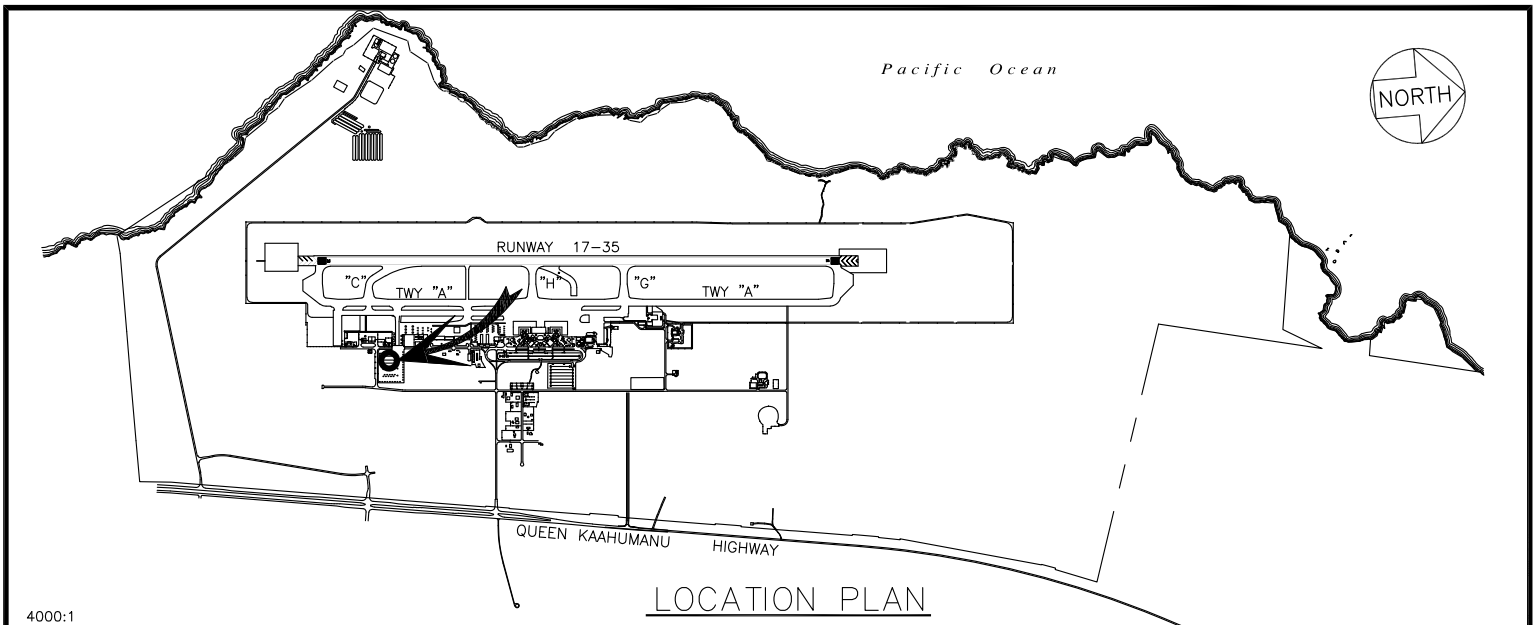 Pacific Ocean
NORTH
RUNWAY 17-35
"C"
TWY "A"
"H"
"G"
TWY "A"
QUEEN KAAHUMANU HIGHWAY
LOCATION PLAN
4000:1